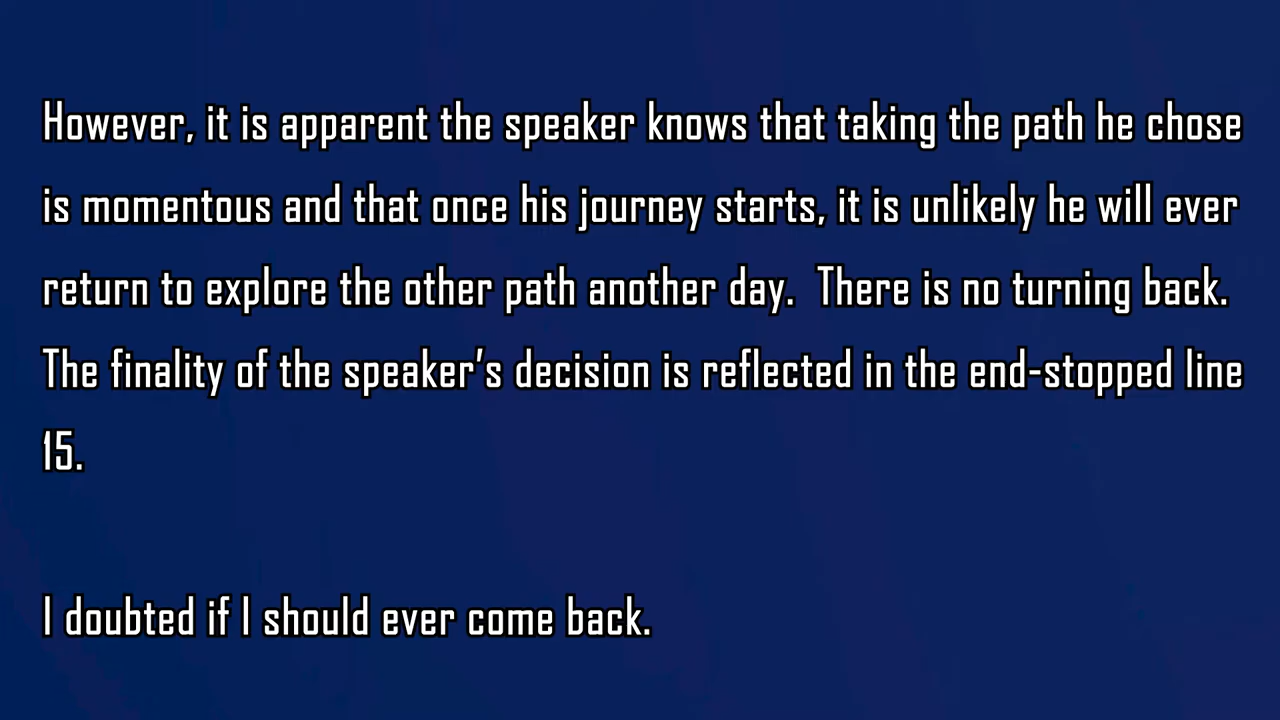 However, it is apparent the speaker knows that taking the path he chose
is momentous and that once his journey starts, it is unlikely he will ever
return to explore the other path another day.  There is no turning back.
The finality of the speaker’s decision is reflected in the end-stopped line
15.
I doubted if I should ever come back.